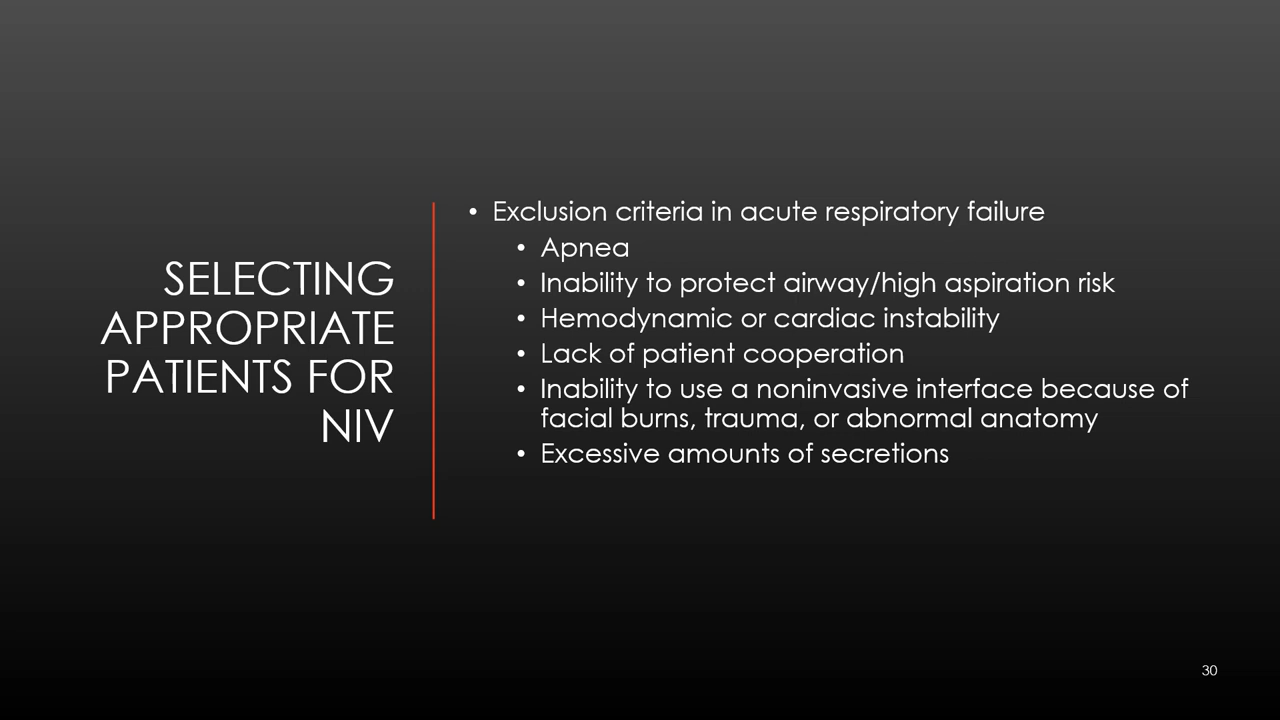 SELECTING
APPROPRIATE
PATIENTS FOR
NIV
• Exclusion criteria in acute respiratory failure
• Apnea
• Inability to protect airway/high aspiration risk
• Hemodynamic or cardiac instability
• Lack of patient cooperation
• Inability to use a noninvasive interface because of
facial burns, trauma, or abnormal anatomy
• Excessive amounts of secretions
30